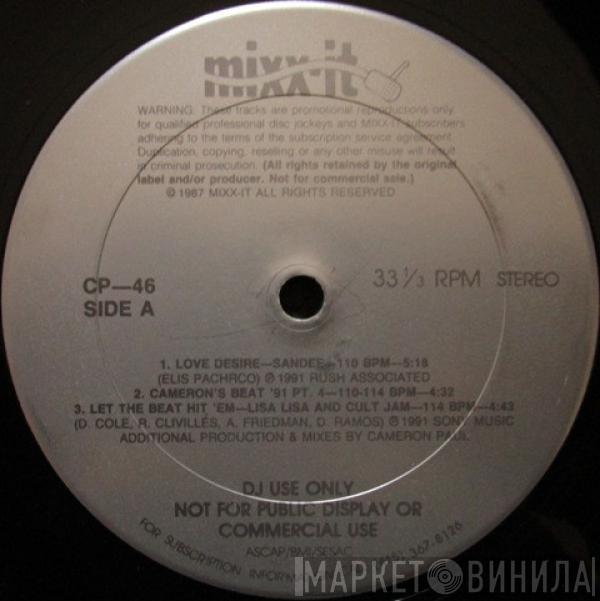 mixx-it
WARNING: These tracks are promotional reproductions only
for qualified professional disc jockeys and MIXX-IT subscribers
adhering to the terms of the subscription service agreement.
Duplication, copying, reselling or any other misuse will result
in criminal prosecution. (All rights retained by the original
label and/or producer. Not for commercial sale.)
© 1987 MIXX-IT ALL RIGHTS RESERVED
CP—46
SIDE A
33 1/3 RPM STEREO
1. LOVE DESIRE—SANDEE—110 BPM—5:18
(ELIS PACHRCO) ℗ 1991 RUSH ASSOCIATED
2. CAMERON'S BEAT '91 PT. 4—110-114 BPM—4:32
3. LET THE BEAT HIT 'EM—LISA LISA AND CULT JAM—114 BPM—4:43
(D. COLE, R. CLIVILLÉS, A. FRIEDMAN, D. RAMOS) ℗ 1991 SONY MUSIC
ADDITIONAL PRODUCTION & MIXES BY CAMERON PAUL
DJ USE ONLY
NOT FOR PUBLIC DISPLAY OR
COMMERCIAL USE
ASCAP/BMI/SESAC
FOR SUBSCRIPTION 367-8126
МАРКЕТ ВИНИЛА